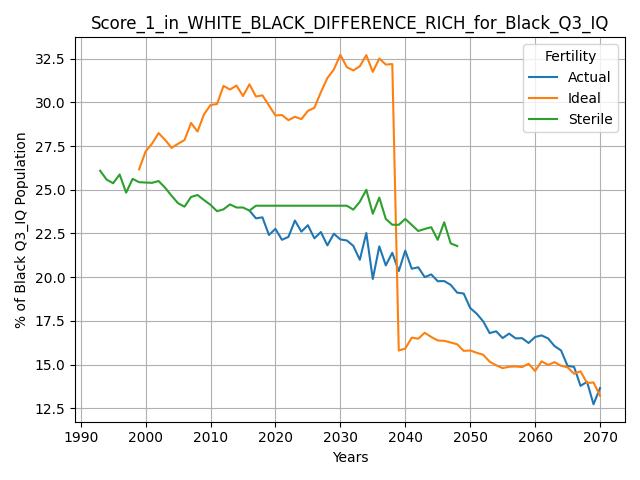 Score_1_in_WHITE_BLACK_DIFFERENCE_RICH_for_Black_Q3_IQ
Fertility
Actual
Ideal
Sterile
% of Black Q3_IQ Population
32.5
30.0
27.5
25.0
22.5
20.0
17.5
15.0
12.5
1990
2000
2010
2020
2030
2040
2050
2060
2070
Years